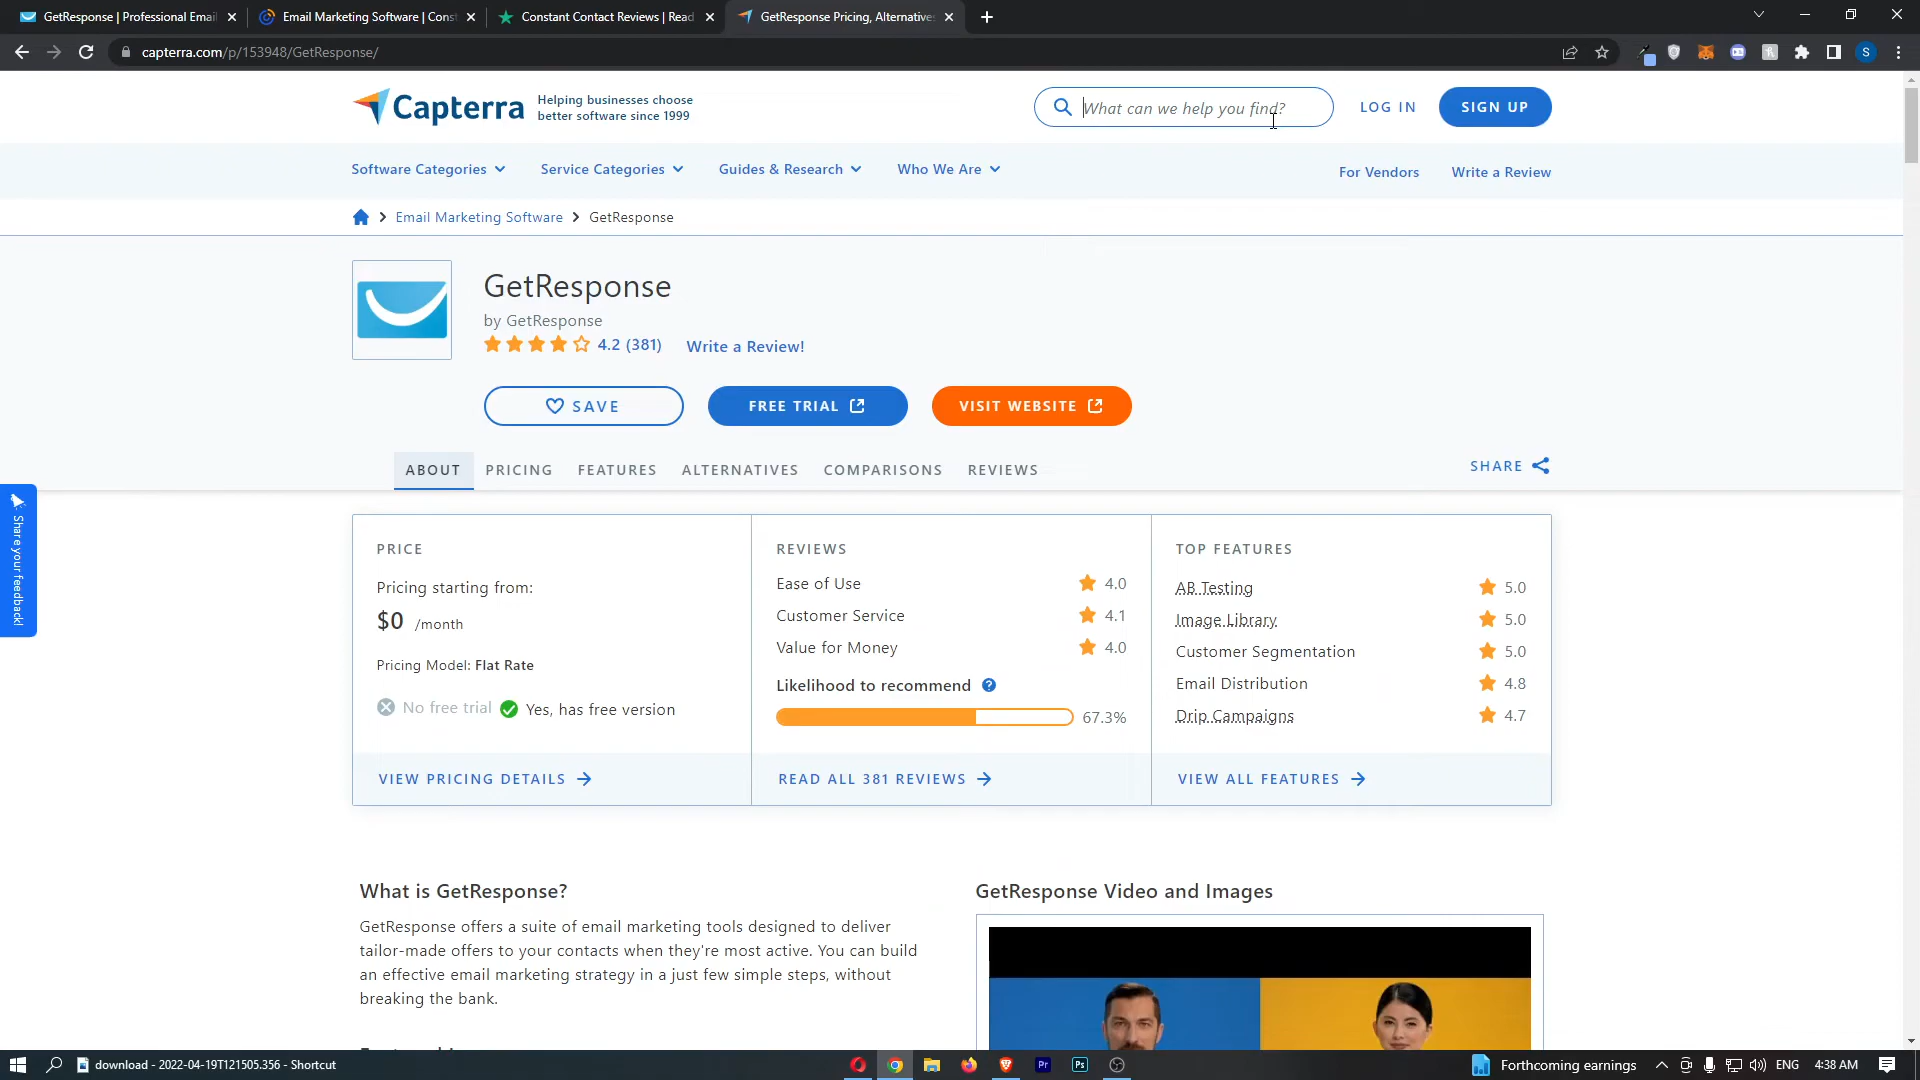 GetResponse | Professional Email
Email Marketing Software | Const
Constant Contact Reviews | Read
GetResponse Pricing, Alternatives
capterra.com/p/153948/GetResponse/
S
Capterra
Helping businesses choose
better software since 1999
What can we help you find?
LOG IN
SIGN UP
Software Categories
Service Categories
Guides & Research
Who We Are
For Vendors
Write a Review
Email Marketing Software
GetResponse
GetResponse
by GetResponse
4.2 (381)
Write a Review!
SAVE
FREE TRIAL
VISIT WEBSITE
ABOUT
PRICING
FEATURES
ALTERNATIVES
COMPARISONS
REVIEWS
SHARE
Share your feedback!
PRICE
Pricing starting from:
$0 /month
Pricing Model: Flat Rate
No free trial
Yes, has free version
VIEW PRICING DETAILS
REVIEWS
Ease of Use 4.0
Customer Service 4.1
Value for Money 4.0
Likelihood to recommend ?
67.3%
READ ALL 381 REVIEWS
TOP FEATURES
AB Testing 5.0
Image Library 5.0
Customer Segmentation 5.0
Email Distribution 4.8
Drip Campaigns 4.7
VIEW ALL FEATURES
What is GetResponse?
GetResponse offers a suite of email marketing tools designed to deliver
tailor-made offers to your contacts when they're most active. You can build
an effective email marketing strategy in a just few simple steps, without
breaking the bank.
GetResponse Video and Images
download - 2022-04-19T121505.356 - Shortcut
Pr
Ps
Forthcoming earnings
ENG
4:38 AM